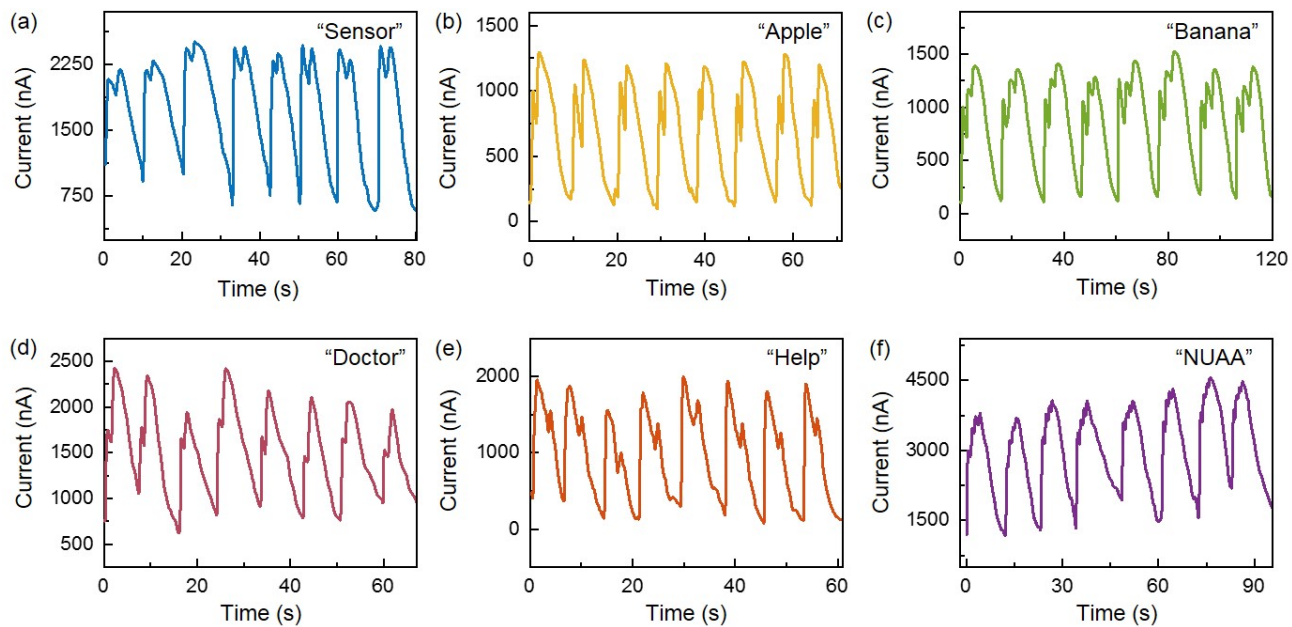 (a)
“Sensor”
2250
1500
750
Current (nA)
0 20 40 60 80
Time (s)
(b)
“Apple”
1500
1000
500
0
Current (nA)
0 20 40 60
Time (s)
(c)
“Banana”
1500
1000
500
0
Current (nA)
0 40 80 120
Time (s)
(d)
“Doctor”
2500
2000
1500
1000
500
Current (nA)
0 20 40 60
Time (s)
(e)
“Help”
2000
1000
0
Current (nA)
0 10 20 30 40 50 60
Time (s)
(f)
“NUAA”
4500
3000
1500
Current (nA)
0 30 60 90
Time (s)